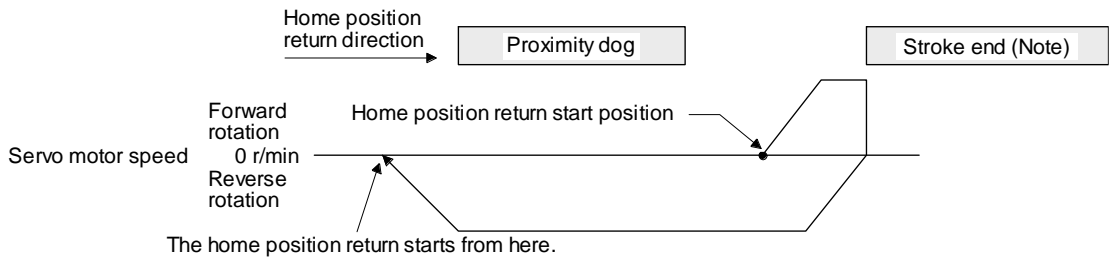 Home position
return direction
Proximity dog
Stroke end (Note)
Forward
rotation
Home position return start position
Servo motor speed
0 r/min
Reverse
rotation
The home position return starts from here.